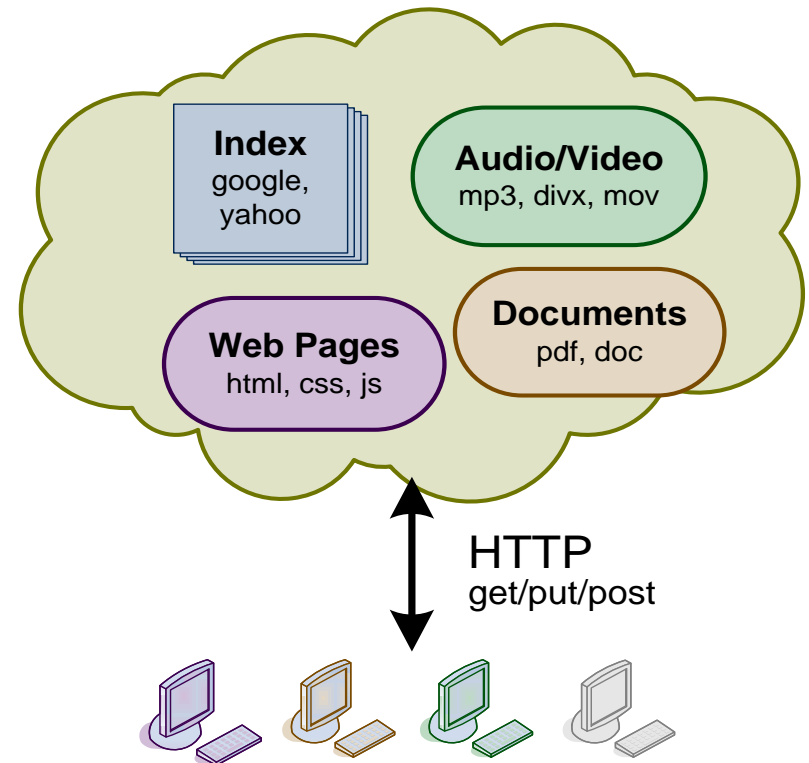 Index
google,
yahoo
Audio/Video
mp3, divx, mov
Web Pages
html, css, js
Documents
pdf, doc
HTTP
get/put/post